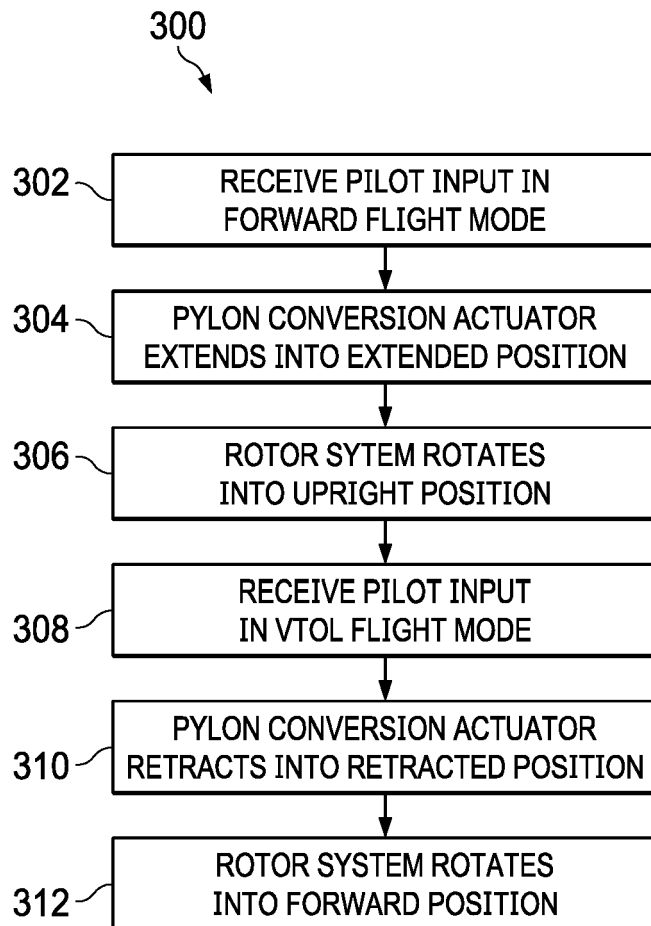 300
302
RECEIVE PILOT INPUT IN
FORWARD FLIGHT MODE
304
PYLON CONVERSION ACTUATOR
EXTENDS INTO EXTENDED POSITION
306
ROTOR SYTEM ROTATES
INTO UPRIGHT POSITION
308
RECEIVE PILOT INPUT
IN VTOL FLIGHT MODE
310
PYLON CONVERSION ACTUATOR
RETRACTS INTO RETRACTED POSITION
312
ROTOR SYSTEM ROTATES
INTO FORWARD POSITION